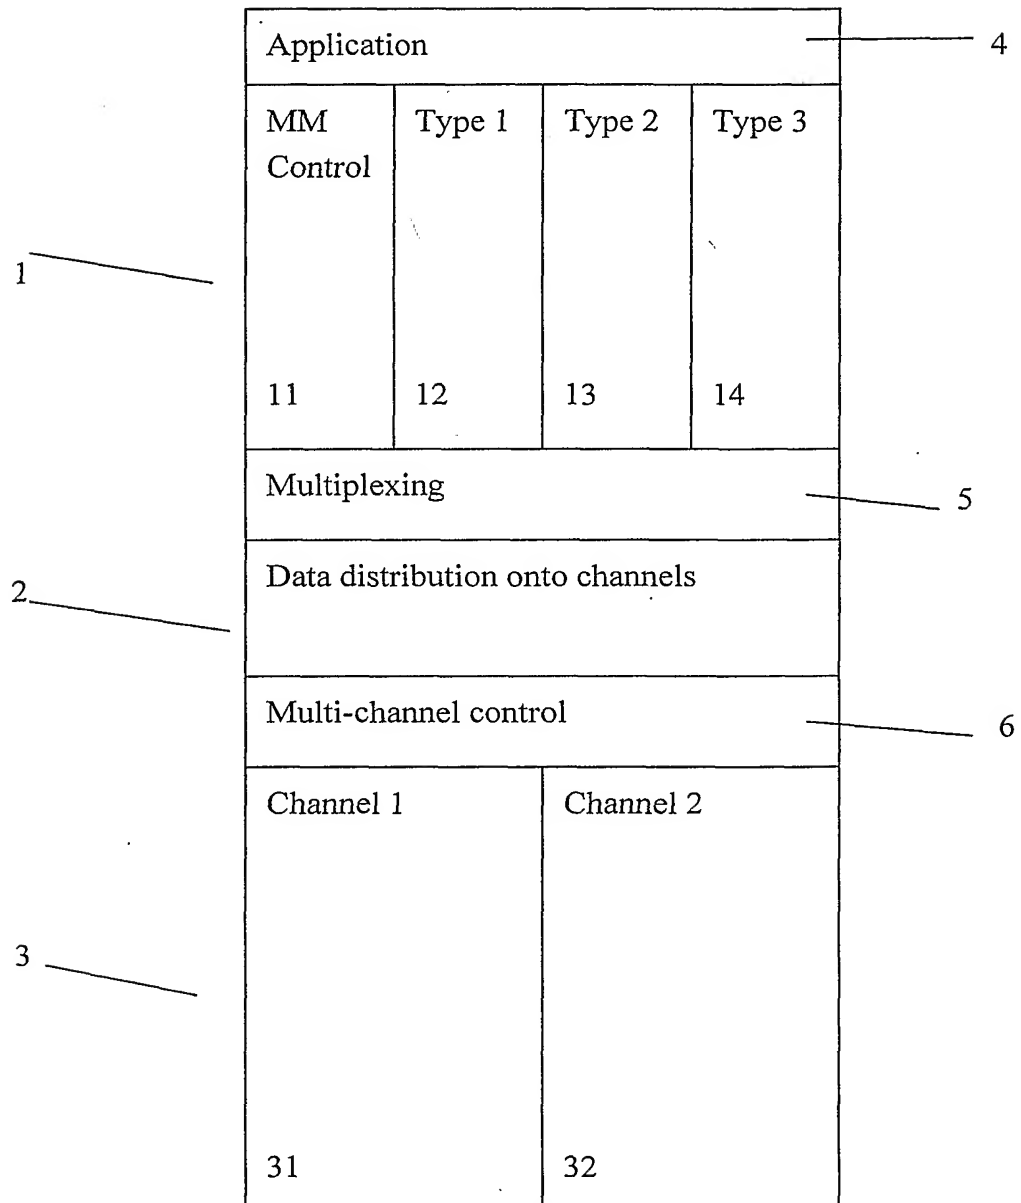 Application
4
MM
Control
Type 1
Type 2
Type 3
1
11
12
13
14
Multiplexing
5
Data distribution onto channels
2
Multi-channel control
6
Channel 1
Channel 2
3
31
32